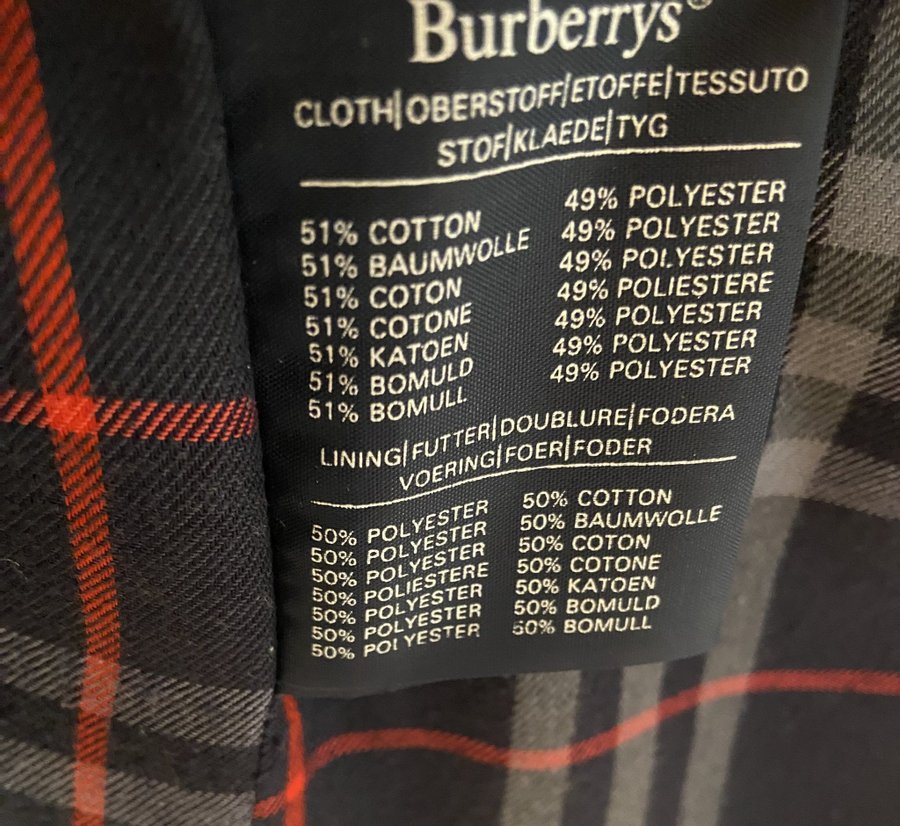 Burberrys®
CLOTH|OBERSTOFF|ETOFFE|TESSUTO
STOF|KLAEDE|TYG
51% COTTON 49% POLYESTER
51% BAUMWOLLE 49% POLYESTER
51% COTON 49% POLYESTER
51% COTONE 49% POLIESTERE
51% KATOEN 49% POLYESTER
51% BOMULD 49% POLYESTER
51% BOMULL 49% POLYESTER
LINING|FUTTER|DOUBLURE|FODERA
VOERING|FOER|FODER
50% POLYESTER 50% COTTON
50% POLYESTER 50% BAUMWOLLE
50% POLYESTER 50% COTON
50% POLIESTERE 50% COTONE
50% POLYESTER 50% KATOEN
50% POLYESTER 50% BOMULD
50% POLYESTER 50% BOMULL